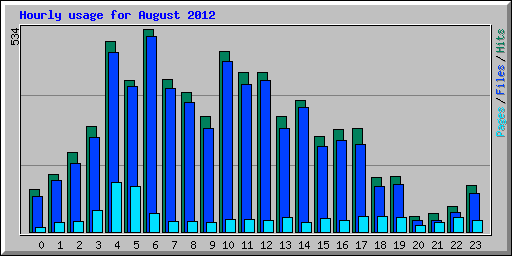 Hourly usage for August 2012
534
Pages/Files/Hits
0 1 2 3 4 5 6 7 8 9 10 11 12 13 14 15 16 17 18 19 20 21 22 23